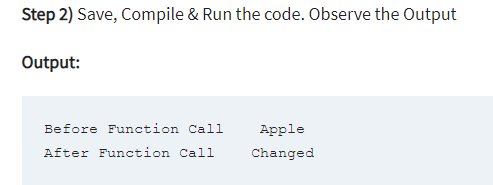 Step 2) Save, Compile & Run the code. Observe the Output
Output:
Before Function Call    Apple
After Function Call    Changed